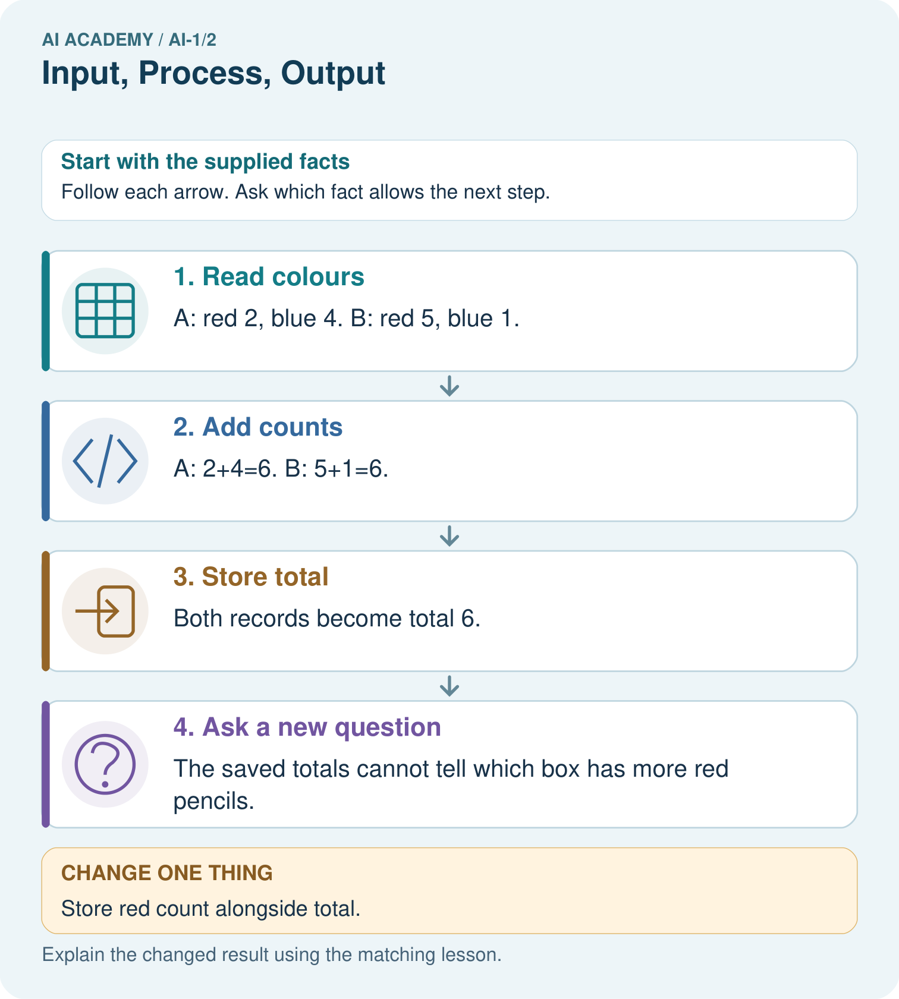 AI ACADEMY / AI-1/2
Input, Process, Output
Start with the supplied facts
Follow each arrow. Ask which fact allows the next step.
1. Read colours
A: red 2, blue 4. B: red 5, blue 1.
2. Add counts
A: 2+4=6. B: 5+1=6.
3. Store total
Both records become total 6.
4. Ask a new question
The saved totals cannot tell which box has more red
pencils.
CHANGE ONE THING
Store red count alongside total.
Explain the changed result using the matching lesson.